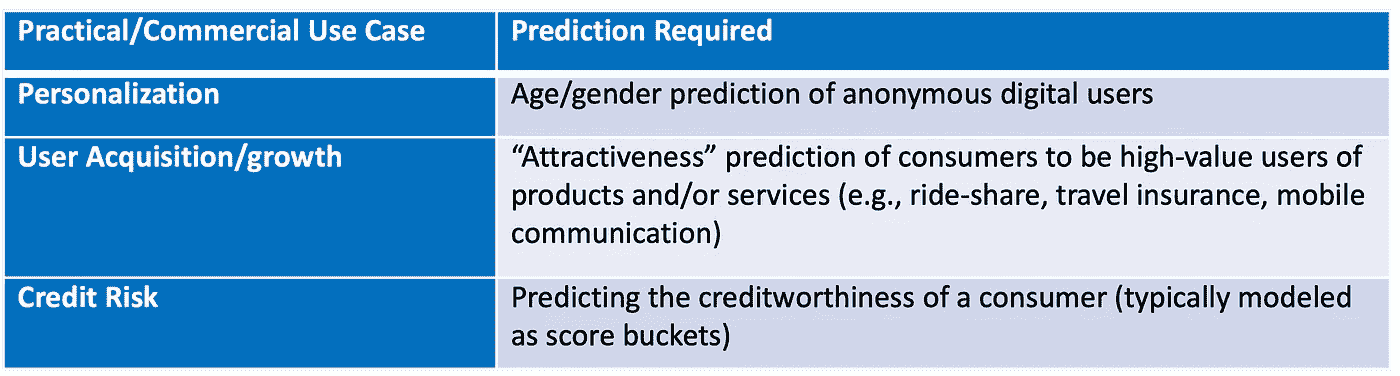 Practical/Commercial Use Case
Prediction Required
Personalization
Age/gender prediction of anonymous digital users
User Acquisition/growth
“Attractiveness” prediction of consumers to be high-value users of
products and/or services (e.g., ride-share, travel insurance, mobile
communication)
Credit Risk
Predicting the creditworthiness of a consumer (typically modeled
as score buckets)